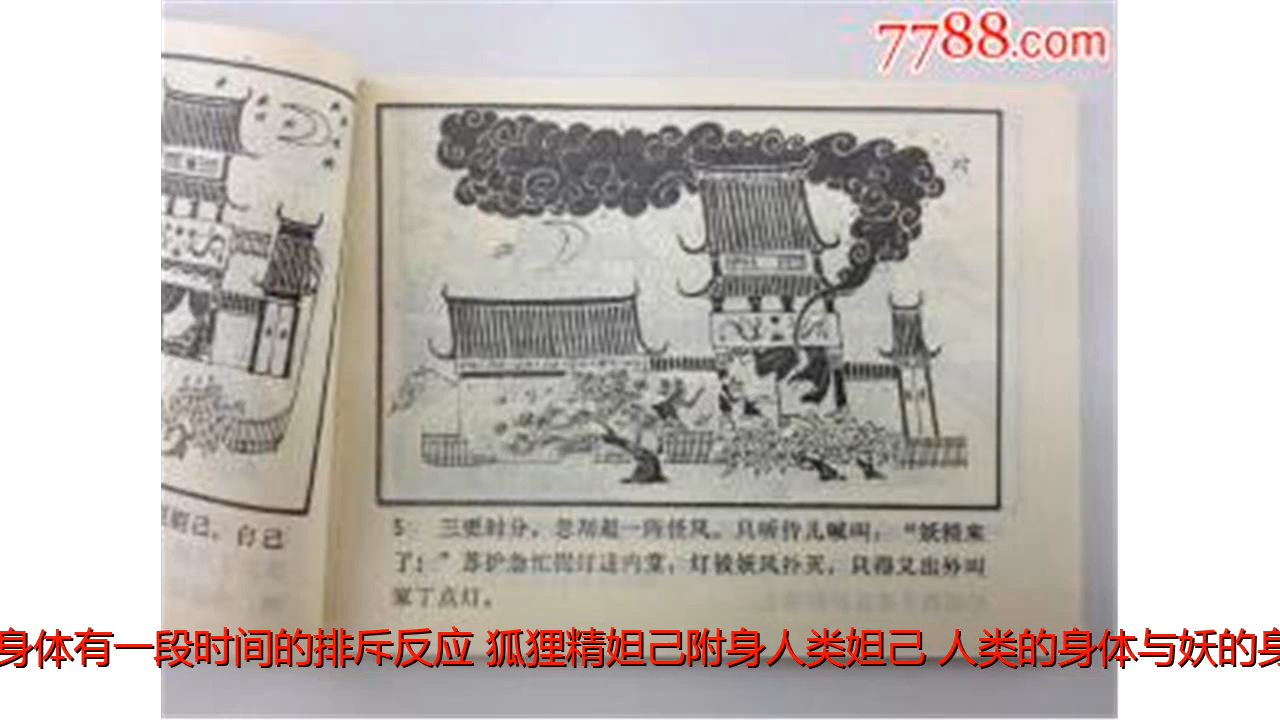 7788.com
妲己，自己
5 三更时分，忽刮起一阵怪风。只听侍儿喊叫：“妖精来
了！”苏护急忙提灯进内堂，灯被妖风扑灭，只得又出外叫
家丁点灯。
身体有一段时间的排斥反应 狐狸精妲己附身人类妲己 人类的身体与妖的身